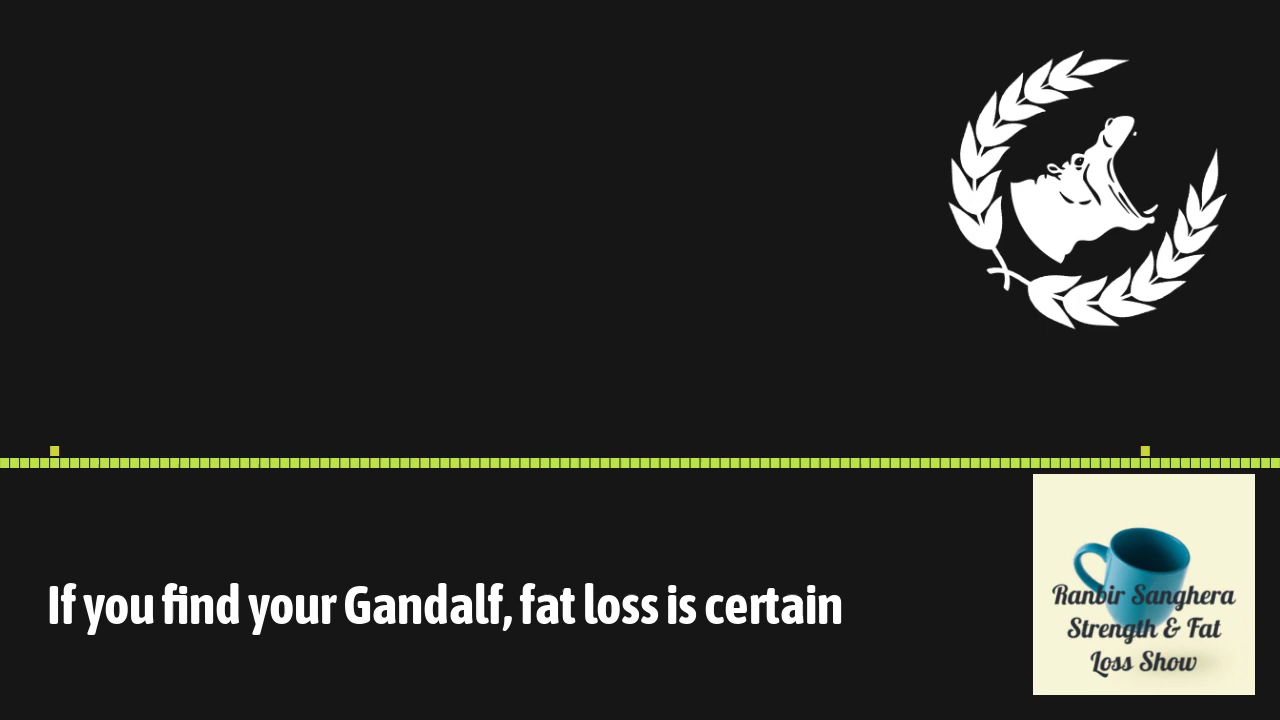 If you find your Gandalf, fat loss is certain
Ranbir Sanghera
Strength & Fat
Loss Show